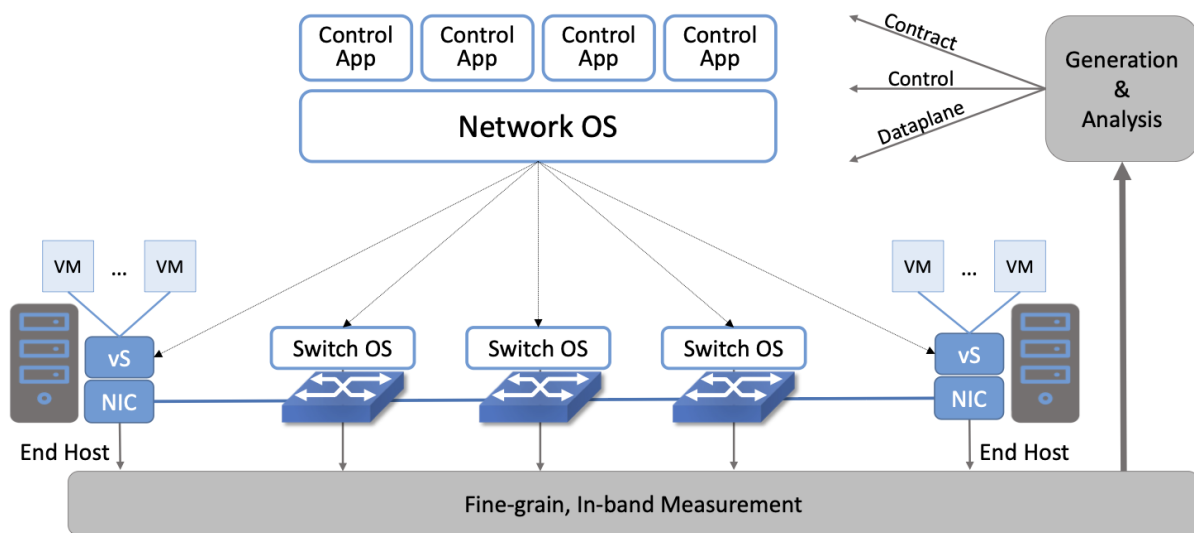 Control
App
Control
App
Control
App
Control
App
Network OS
Contract
Control
Dataplane
Generation
&
Analysis
VM
...
VM
VM
...
VM
vS
NIC
Switch OS
Switch OS
Switch OS
vS
NIC
End Host
End Host
Fine-grain, In-band Measurement